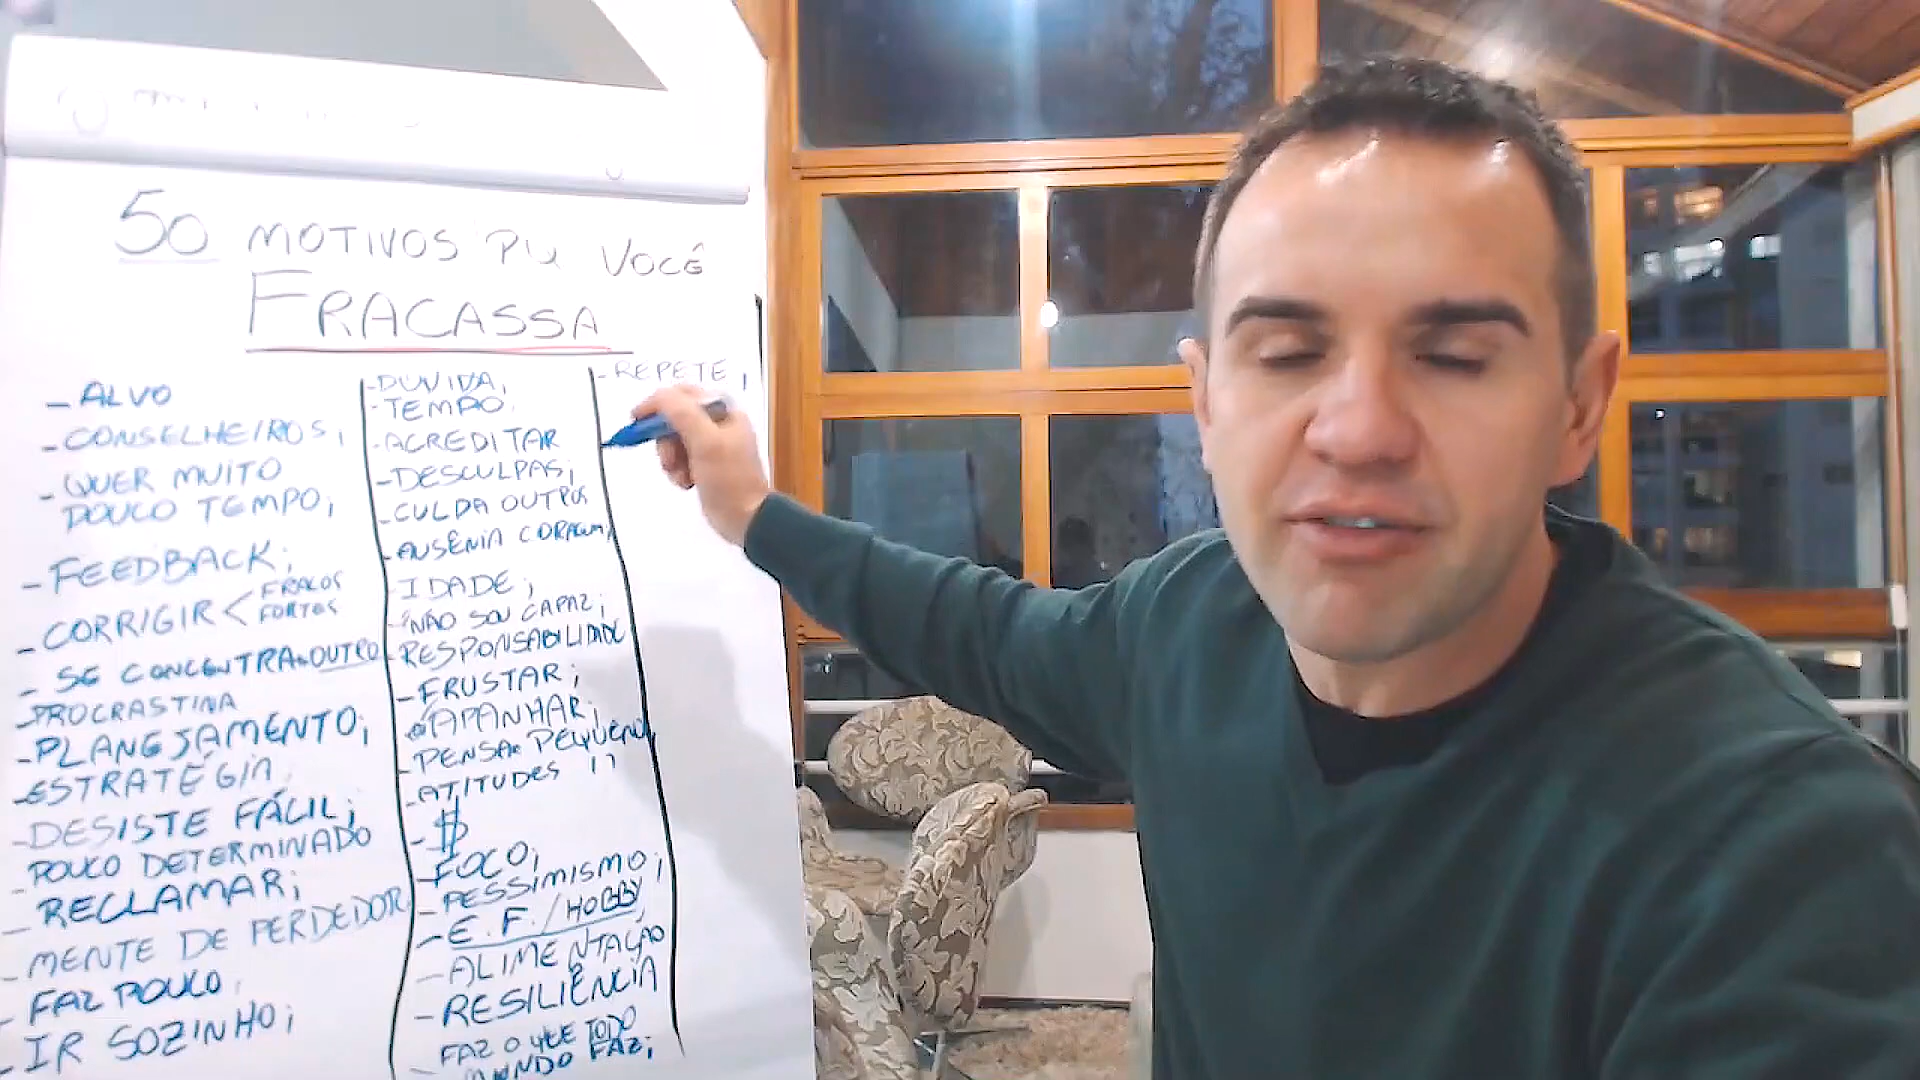 50 MOTIVOS PU VOCÊ
FRACASSA
- ALVO
- CONSELHEIROS;
- QUER MUITO
POUCO TEMPO;
- FEEDBACK;
- CORRIGIR < FRACOS
FORTES
- SE CONCENTRA OUTRO
- PROCRASTINA
- PLANEJAMENTO;
- ESTRATÉGIA
- DESISTE FÁCIL;
- POUCO DETERMINADO
- RECLAMAR;
- MENTE DE PERDEDOR
- FAZ POUCO
- IR SOZINHO;
- DUVIDA,
- TEMPO
- ACREDITAR
- DESCULPAS;
- CULPA OUTROS
- AUSÊNIA CORAGEM
- IDADE;
- "NÃO SOU CAPAZ;
- RESPONSABILIDADE
- FRUSTAR;
APANHAR;
- PENSAR PEQUENO
- ATITUDES
- $
- FOCO;
- PESSIMISMO;
- E.F./HOBBY
- ALIMENTAÇÃO
- RESILIÊNCIA
- FAZ O QUE TODO
MUNDO FAZ;
- REPETE;